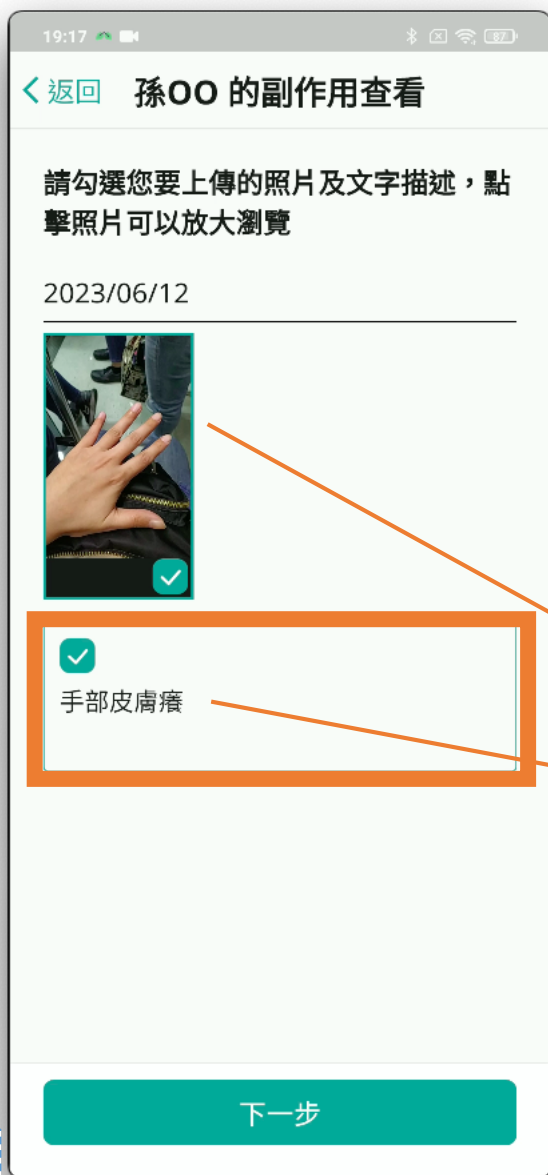 19:17
87
返回
孫OO 的副作用查看
請勾選您要上傳的照片及文字描述，點
擊照片可以放大瀏覽
2023/06/12
手部皮膚癢
下一步